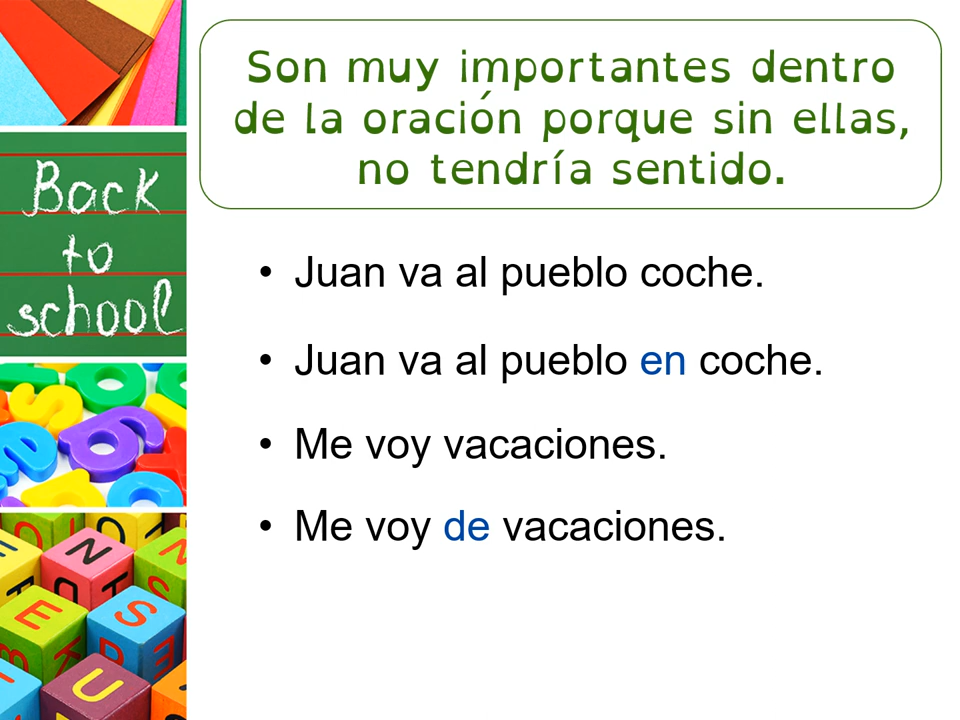 Son muy importantes dentro
de la oración porque sin ellas,
no tendría sentido.
Back
to
school
• Juan va al pueblo coche.
• Juan va al pueblo en coche.
• Me voy vacaciones.
• Me voy de vacaciones.